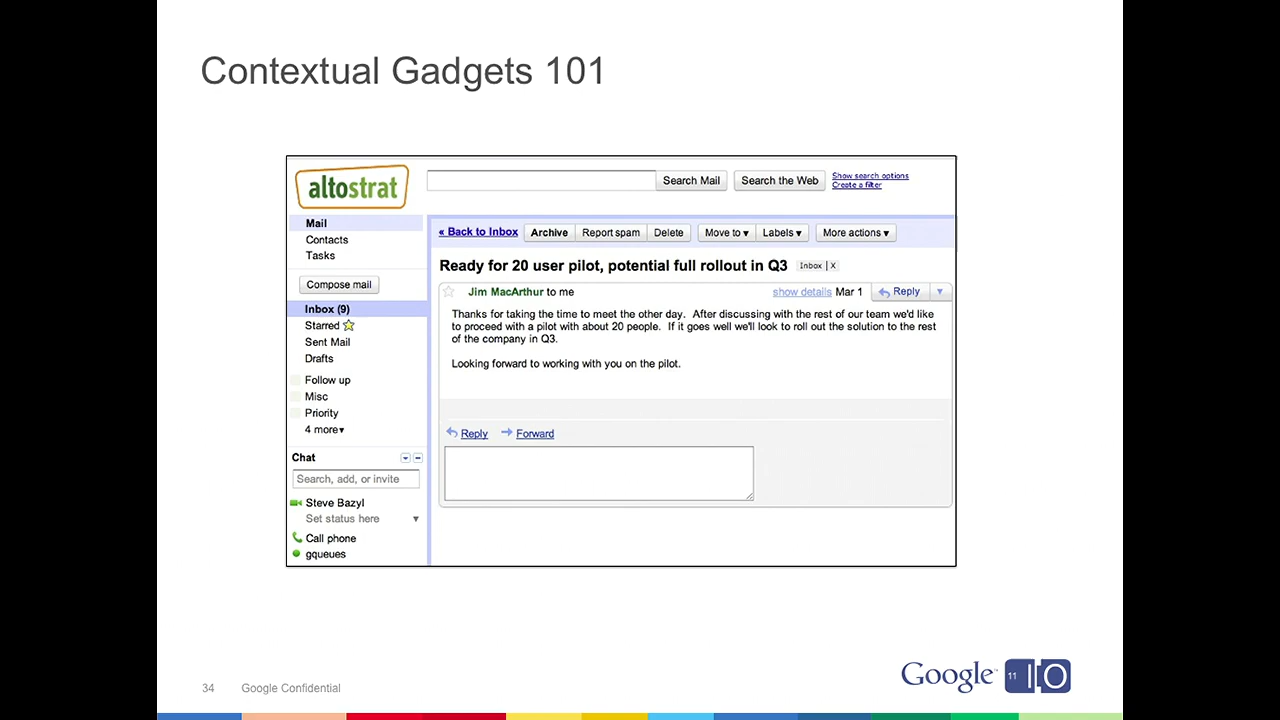 Contextual Gadgets 101
altostrat
Search Mail
Search the Web
Show search options
Create a filter
Mail
Contacts
Tasks
Compose mail
Inbox (9)
Starred
Sent Mail
Drafts
Follow up
Misc
Priority
4 more▾
Chat
Search, add, or invite
Steve Bazyl
Set status here
Call phone
gqueues
« Back to Inbox
Archive
Report spam
Delete
Move to ▾
Labels ▾
More actions ▾
Ready for 20 user pilot, potential full rollout in Q3
Inbox | X
Jim MacArthur to me
show details Mar 1
Reply
Thanks for taking the time to meet the other day. After discussing with the rest of our team we'd like
to proceed with a pilot with about 20 people. If it goes well we'll look to roll out the solution to the rest
of the company in Q3.
Looking forward to working with you on the pilot.
Reply
Forward
34
Google Confidential
Google™ 11 IO